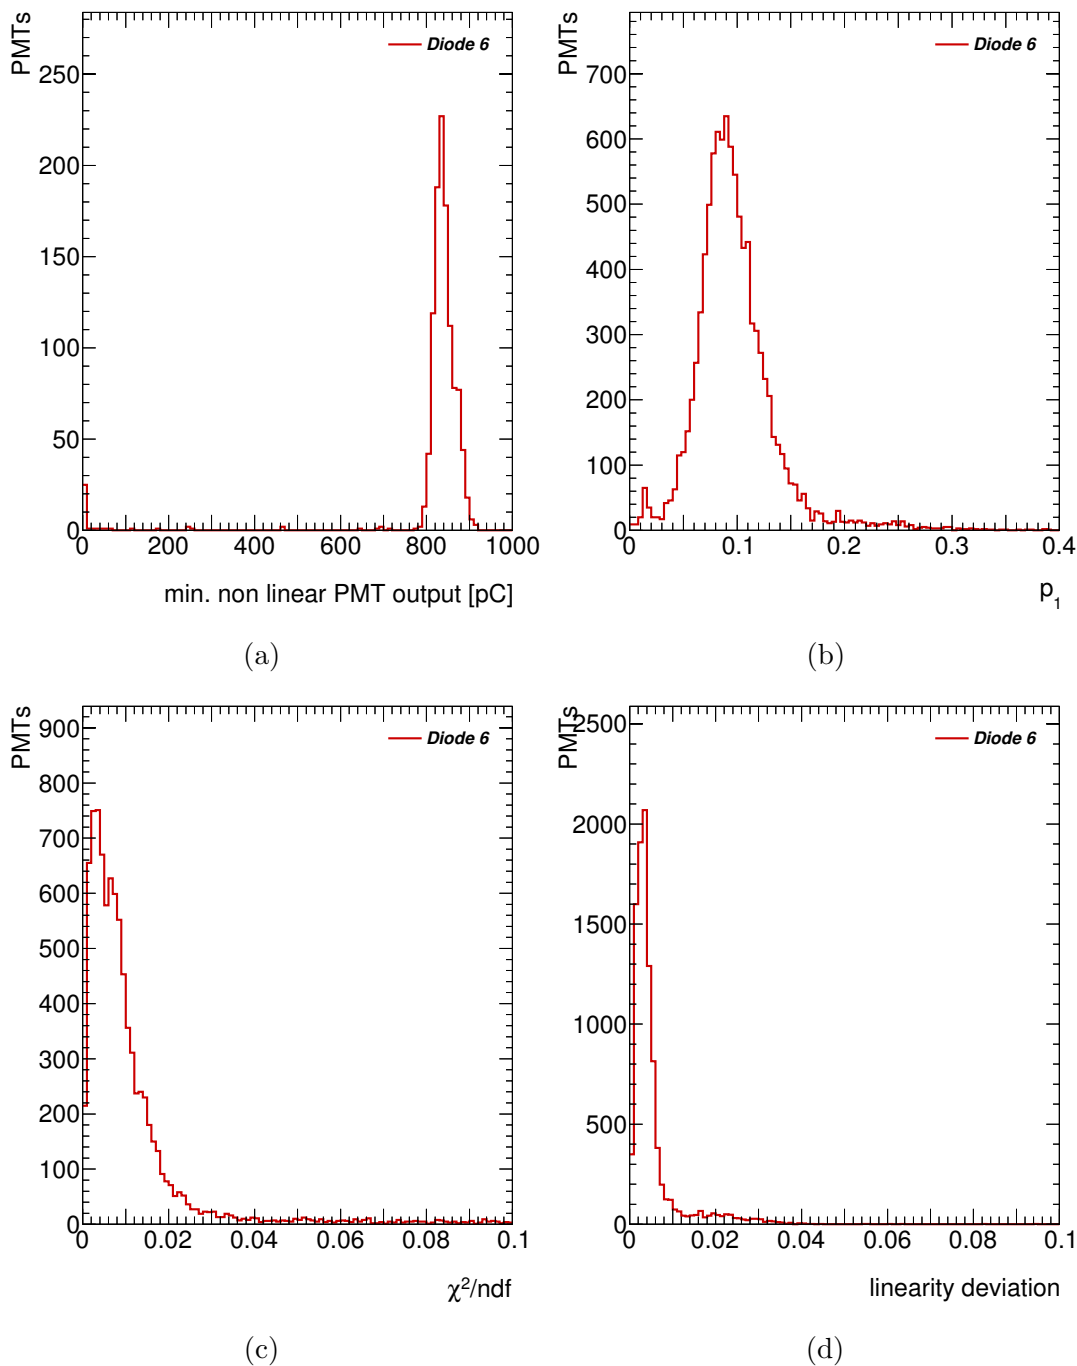 PMTs
Diode 6
250
200
150
100
50
0
0 200 400 600 800 1000
min. non linear PMT output [pC]
(a)
PMTs
Diode 6
700
600
500
400
300
200
100
0
0 0.1 0.2 0.3 0.4
p₁
(b)
PMTs
Diode 6
900
800
700
600
500
400
300
200
100
0
0 0.02 0.04 0.06 0.08 0.1
χ²/ndf
(c)
PMTs
Diode 6
2500
2000
1500
1000
500
0
0 0.02 0.04 0.06 0.08 0.1
linearity deviation
(d)